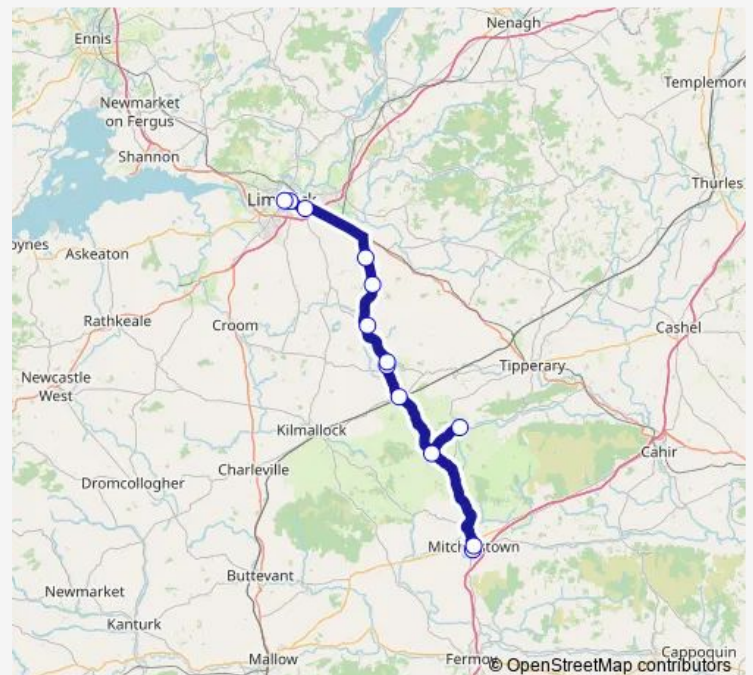 Nenagh
Ennis
Templemore
Newmarket
on Fergus
Shannon
Thurles
Askeaton
Rathkeale
Croom
Cashel
Tipperary
Newcastle
West
Kilmallock
Cahir
Charleville
Dromcollogher
Buttevant
Newmarket
Kanturk
Mallow
Cappoquin
© OpenStreetMap contributors